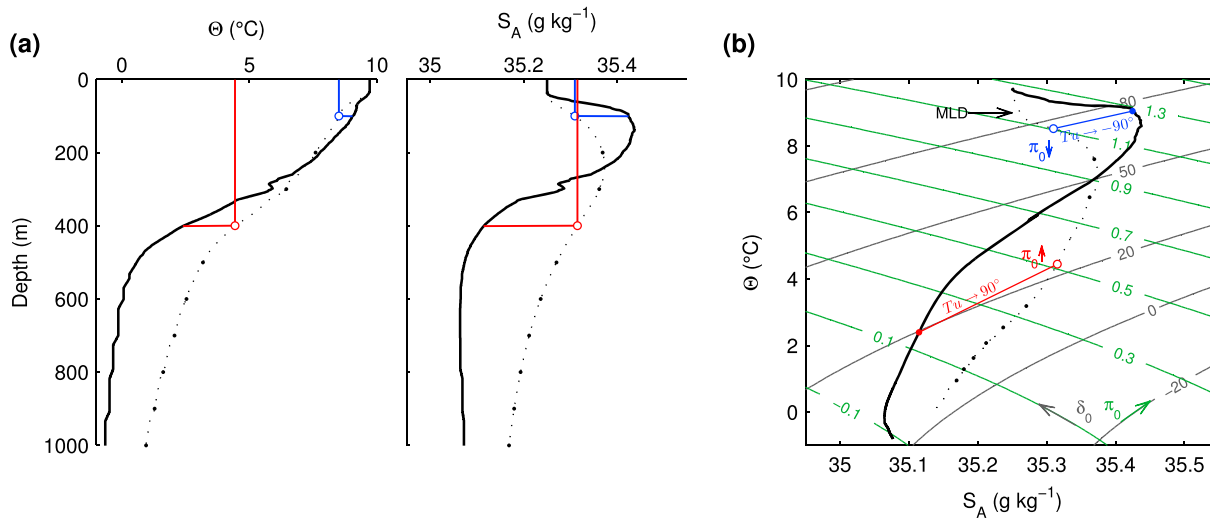 (a)
Θ (°C)
0 5 10
S_A (g kg⁻¹)
35 35.2 35.4
Depth (m)
0
200
400
600
800
1000
(b)
10
8
6
4
2
0
Θ (°C)
MLD
80
1.3
Tu → −90°
1.1
π₀
50
0.9
0.7
π₀
20
Tu → 90°
0.5
0
0.1
0.3
−20
−0.1
δ₀ π₀
35 35.1 35.2 35.3 35.4 35.5
S_A (g kg⁻¹)